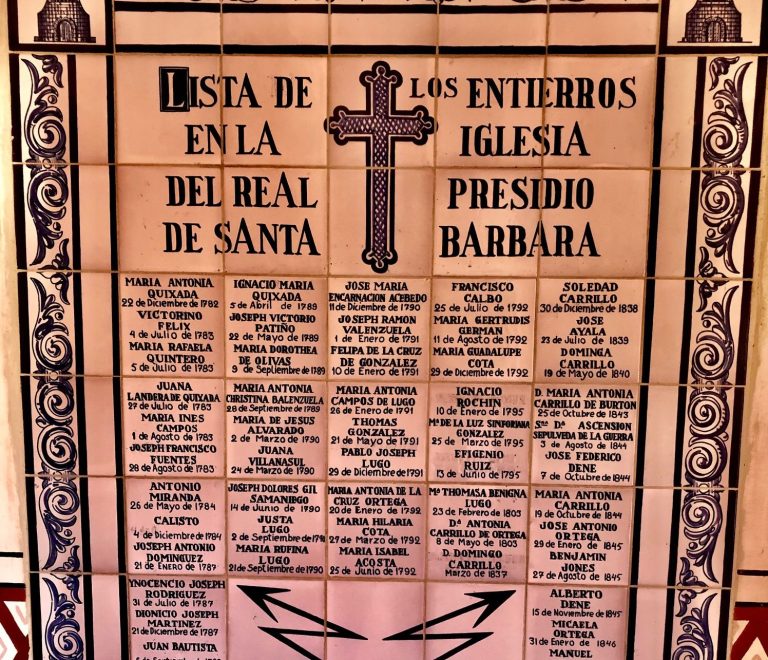 LISTA DE LOS ENTIERROS
EN LA IGLESIA
DEL REAL PRESIDIO
DE SANTA BARBARA
MARIA ANTONIA
QUIXADA
22 de Diciembre de 1782
VICTORINO
FELIX
4 de Julio de 1783
MARIA RAFAELA
QUINTERO
5 de Julio de 1783
JUANA
LANDERA DE QUIXADA
27 de Julio de 1783
MARIA INES
CAMPOS
1 de Agosto de 1783
JOSEPH FRANCISCO
FUENTES
28 de Agosto de 1783
ANTONIO
MIRANDA
26 de Mayo de 1784
CALISTO
4 de Diciembre de 1784
JOSEPH ANTONIO
DOMINGUEZ
21 de ENERO de 1787
YNOCENCIO JOSEPH
RODRIGUEZ
31 de Julio de 1787
DIONICIO JOSEPH
MARTINEZ
21 de Diciembre de 1787
JUAN BAUTISTA
IGNACIO MARIA
QUIXADA
5 de Abril de 1789
JOSEPH VICTORIO
PATIÑO
22 de Mayo de 1789
MARIA DOROTHEA
DE OLIVAS
9 de Septiembre de 1789
MARIA ANTONIA
CHRISTINA BALENZUELA
28 de Septiembre de 1789
MARIA DE JESUS
ALVARADO
2 de Marzo de 1790
JUANA
VILLANASUL
24 de Marzo de 1790
JOSEPH DOLORES GIL
SAMANIEGO
14 de Junio de 1790
JUSTA
LUGO
2 de Septiembre de 1790
MARIA RUFINA
LUGO
21 de Septiembre de 1790
JOSE MARIA
ENCARNACION ACEBEDO
11 de Diciembre de 1790
JOSEPH RAMON
VALENZUELA
1 de Enero de 1791
FELIPA DE LA CRUZ
DE GONZALEZ
10 de Enero de 1791
MARIA ANTONIA
CAMPOS DE LUGO
26 de Enero de 1791
THOMAS
GONZALEZ
21 de Mayo de 1791
PABLO JOSEPH
LUGO
29 de Diciembre de 1791
MARIA ANTONIA DE LA
CRUZ ORTEGA
20 de Enero de 1792
MARIA HILARIA
COTA
27 de Marzo de 1792
MARIA ISABEL
ACOSTA
25 de Junio de 1792
FRANCISCO
CALBO
25 de Julio de 1792
MARIA GERTRUDIS
GERMAN
11 de Agosto de 1792
MARIA GUADALUPE
COTA
29 de Diciembre de 1792
IGNACIO
ROCHIN
10 de Enero de 1795
Mª DE LA LUZ SINFORIANA
GONZALEZ
25 de Marzo de 1795
EFIGENIO
RUIZ
13 de Junio de 1795
Mª THOMASA BENIGNA
LUGO
23 de Febrero de 1803
Dª ANTONIA
CARRILLO DE ORTEGA
8 de Mayo de 1803
D. DOMINGO
CARRILLO
Marzo de 1837
SOLEDAD
CARRILLO
30 de Diciembre de 1838
JOSE
AYALA
23 de Julio de 1839
DOMINGA
CARRILLO
19 de Mayo de 1840
D. MARIA ANTONIA
CARRILLO DE BURTON
25 de Octubre de 1843
Sra. Dª ASCENSION
SEPULVEDA DE LA GUERRA
3 de Agosto de 1844
JOSE FEDERICO
DENE
7 de Octubre de 1844
MARIA ANTONIA
CARRILLO
19 de Octubre de 1844
JOSE ANTONIO
ORTEGA
29 de Enero de 1845
BENJAMIN
JONES
27 de Agosto de 1845
ALBERTO
DENE
15 de Noviembre de 1845
MICAELA
ORTEGA
31 de Enero de 1846
MANUEL